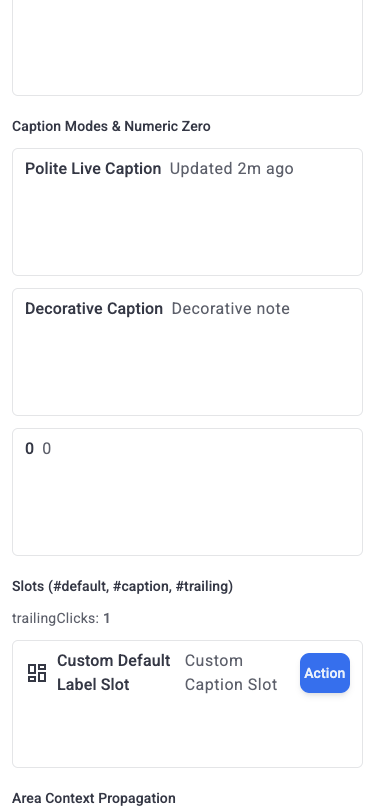 Caption Modes & Numeric Zero
Polite Live Caption Updated 2m ago
Decorative Caption Decorative note
0 0
Slots (#default, #caption, #trailing)
trailingClicks: 1
Custom Default Label Slot
Custom Caption Slot
Action
Area Context Propagation